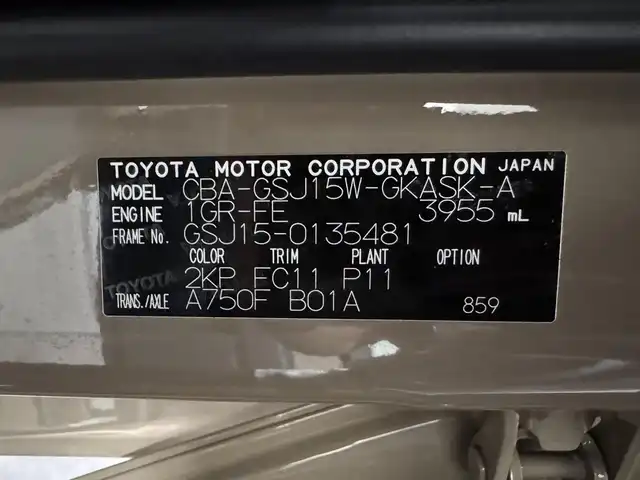 TOYOTA MOTOR CORPORATION JAPAN
MODEL CBA-GSJ15W-GKASK-A
ENGINE 1GR-FE 3955 mL
FRAME No. GSJ15-0135481
COLOR TRIM PLANT OPTION
2KP FC11 P11
TRANS./AXLE A750F B01A 859